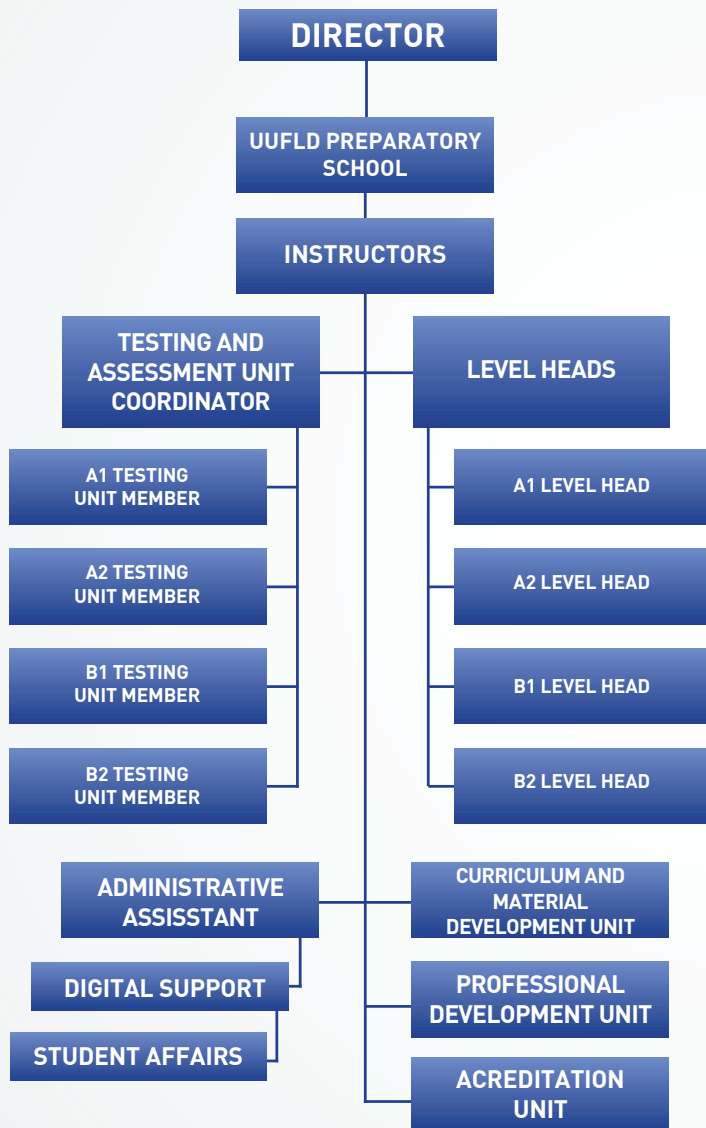 DIRECTOR
UUFLD PREPARATORY
SCHOOL
INSTRUCTORS
TESTING AND
ASSESSMENT UNIT
COORDINATOR
LEVEL HEADS
A1 TESTING
UNIT MEMBER
A1 LEVEL HEAD
A2 TESTING
UNIT MEMBER
A2 LEVEL HEAD
B1 TESTING
UNIT MEMBER
B1 LEVEL HEAD
B2 TESTING
UNIT MEMBER
B2 LEVEL HEAD
ADMINISTRATIVE
ASSISSTANT
CURRICULUM AND
MATERIAL
DEVELOPMENT UNIT
DIGITAL SUPPORT
PROFESSIONAL
DEVELOPMENT UNIT
STUDENT AFFAIRS
ACREDITATION
UNIT